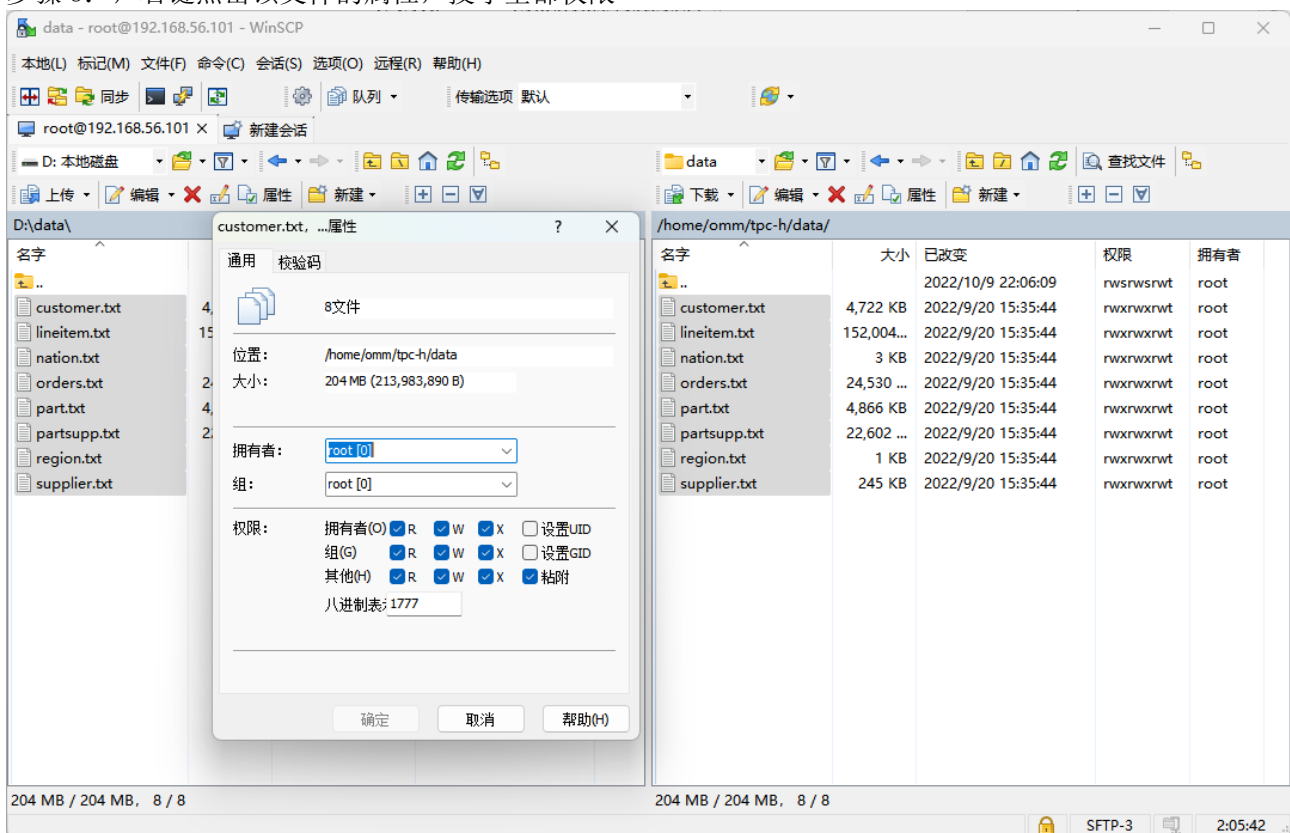 data - root@192.168.56.101 - WinSCP
本地(L) 标记(M) 文件(F) 命令(C) 会话(S) 选项(O) 远程(R) 帮助(H)
同步 队列 传输选项 默认
root@192.168.56.101 × 新建会话
D: 本地磁盘 data 查找文件
上传 编辑 属性 新建 下载 编辑 属性 新建
D:\data\ customer.txt, ...属性 ? /home/omm/tpc-h/data/
名字 通用 校验码 名字 大小 已改变 权限 拥有者
.. .. 2022/10/9 22:06:09 rwsrwsrwt root
customer.txt 4, 8文件 customer.txt 4,722 KB 2022/9/20 15:35:44 rwxrwxrwt root
lineitem.txt 15 lineitem.txt 152,004... 2022/9/20 15:35:44 rwxrwxrwt root
nation.txt 位置: /home/omm/tpc-h/data nation.txt 3 KB 2022/9/20 15:35:44 rwxrwxrwt root
orders.txt 2 大小: 204 MB (213,983,890 B) orders.txt 24,530 ... 2022/9/20 15:35:44 rwxrwxrwt root
part.txt 4, part.txt 4,866 KB 2022/9/20 15:35:44 rwxrwxrwt root
partsupp.txt 2 partsupp.txt 22,602 ... 2022/9/20 15:35:44 rwxrwxrwt root
region.txt 拥有者: root [0] region.txt 1 KB 2022/9/20 15:35:44 rwxrwxrwt root
supplier.txt 组: root [0] supplier.txt 245 KB 2022/9/20 15:35:44 rwxrwxrwt root
权限: 拥有者(O) R W X 设置UID
组(G) R W X 设置GID
其他(H) R W X 粘附
八进制表 1777
确定 取消 帮助(H)
204 MB / 204 MB, 8 / 8 204 MB / 204 MB, 8 / 8
SFTP-3 2:05:42